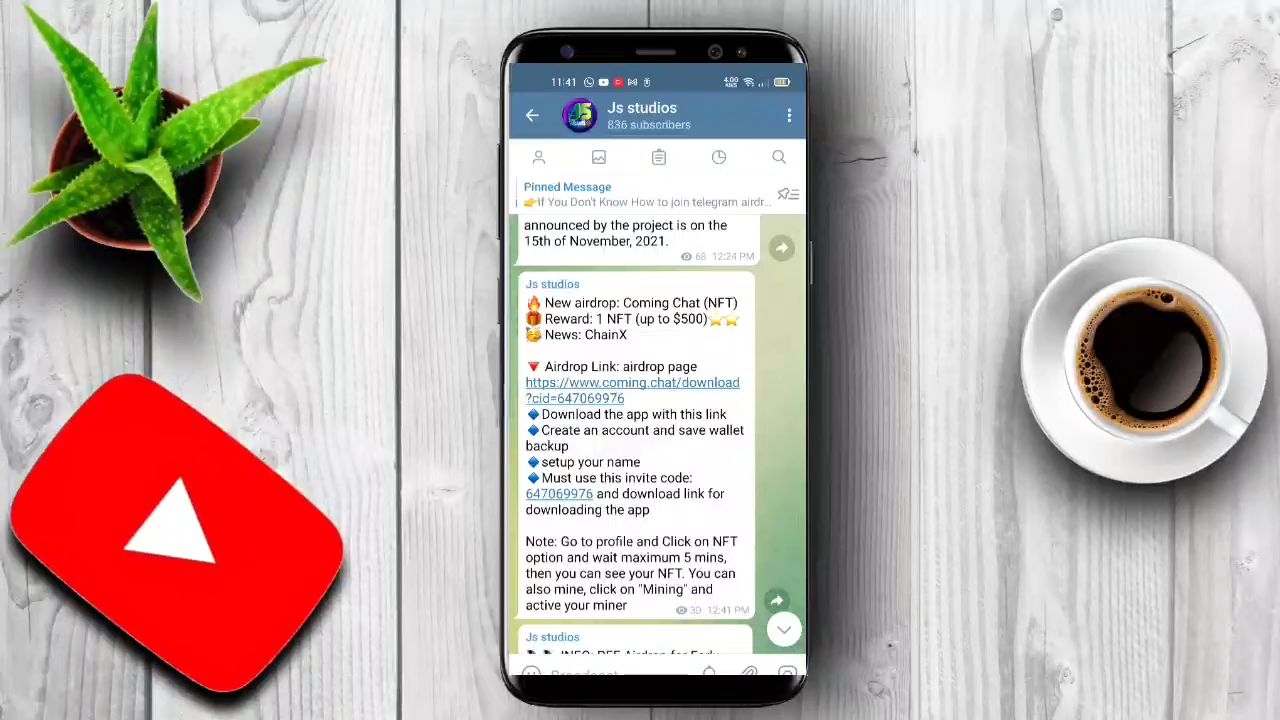 11:41
4.00
KB/S
Js studios
836 subscribers
Pinned Message
👉If You Don't Know How to join telegram airdr...
announced by the project is on the
15th of November, 2021.
68 12:24 PM
Js studios
🔥 New airdrop: Coming Chat (NFT)
🎁 Reward: 1 NFT (up to $500)⭐⭐
🥳 News: ChainX
🔻 Airdrop Link: airdrop page
https://www.coming.chat/download
?cid=647069976
🔹Download the app with this link
🔹Create an account and save wallet
backup
🔹setup your name
🔹Must use this invite code:
647069976 and download link for
downloading the app
Note: Go to profile and Click on NFT
option and wait maximum 5 mins,
then you can see your NFT. You can
also mine, click on "Mining" and
active your miner
30 12:41 PM
Js studios